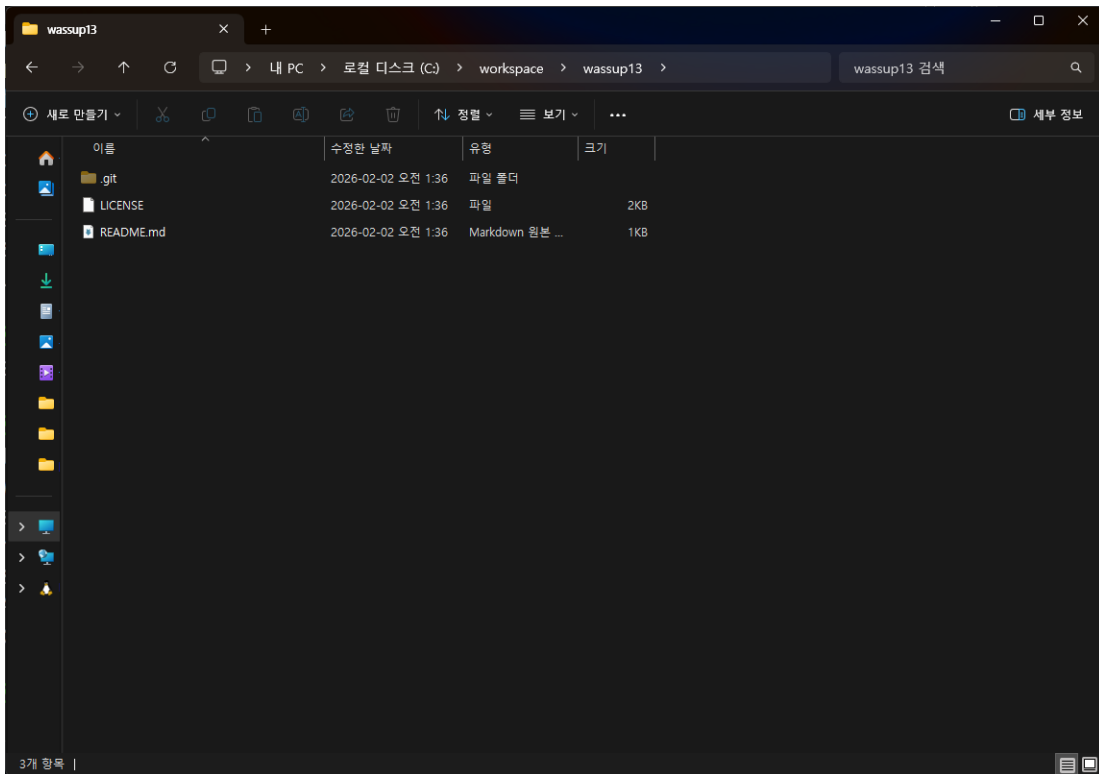 wassup13
내 PC > 로컬 디스크 (C:) > workspace > wassup13 >
wassup13 검색
새로 만들기
정렬
보기
세부 정보
이름 수정한 날짜 유형 크기
.git 2026-02-02 오전 1:36 파일 폴더
LICENSE 2026-02-02 오전 1:36 파일 2KB
README.md 2026-02-02 오전 1:36 Markdown 원본 ... 1KB
3개 항목